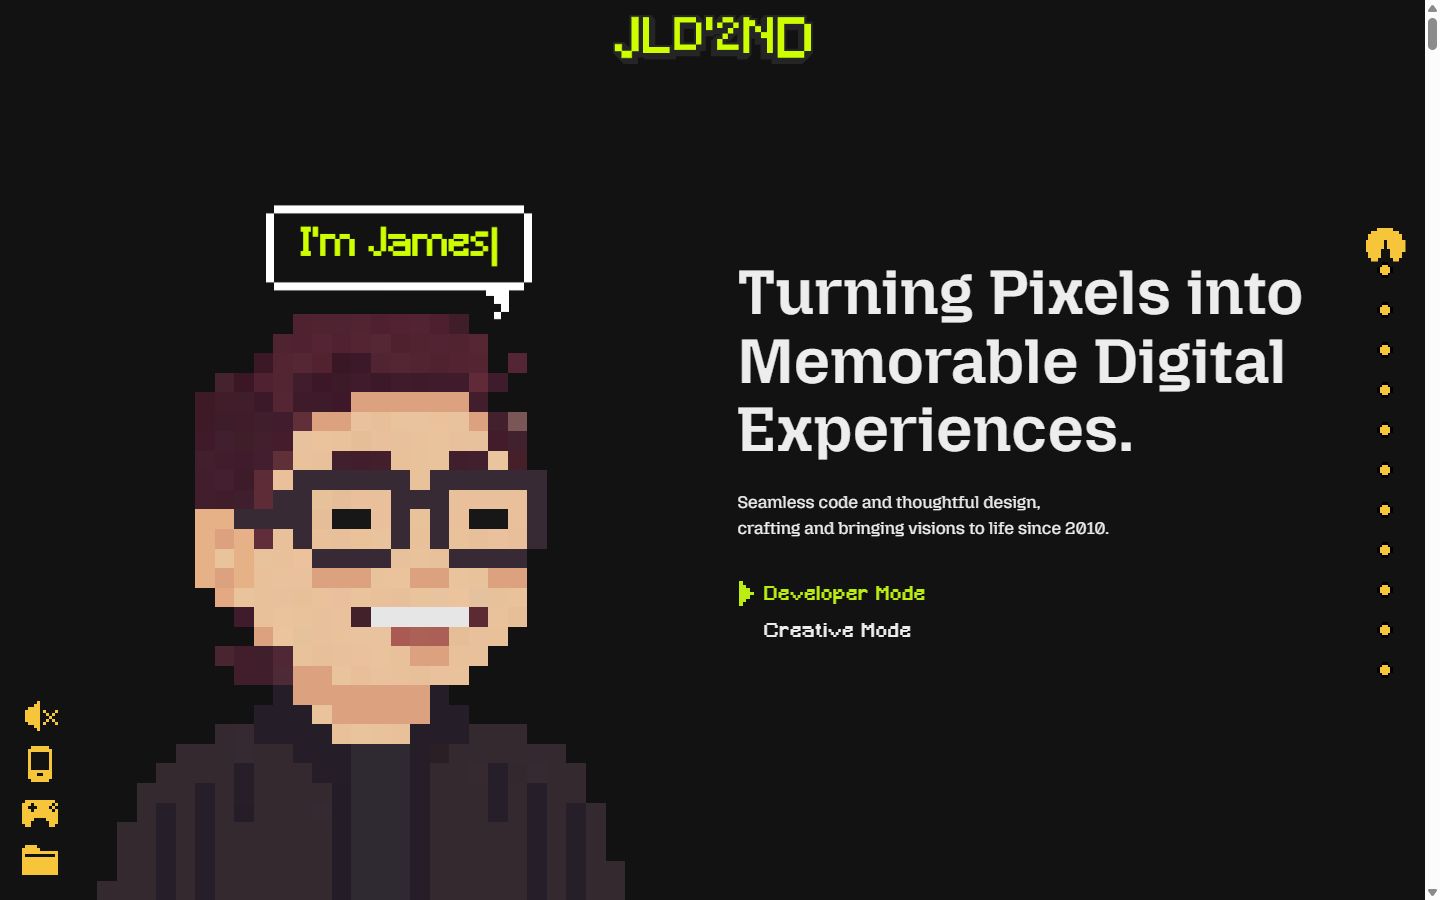 JLD'2ND
I'm James|
Turning Pixels into
Memorable Digital
Experiences.
Seamless code and thoughtful design,
crafting and bringing visions to life since 2010.
Developer Mode
Creative Mode